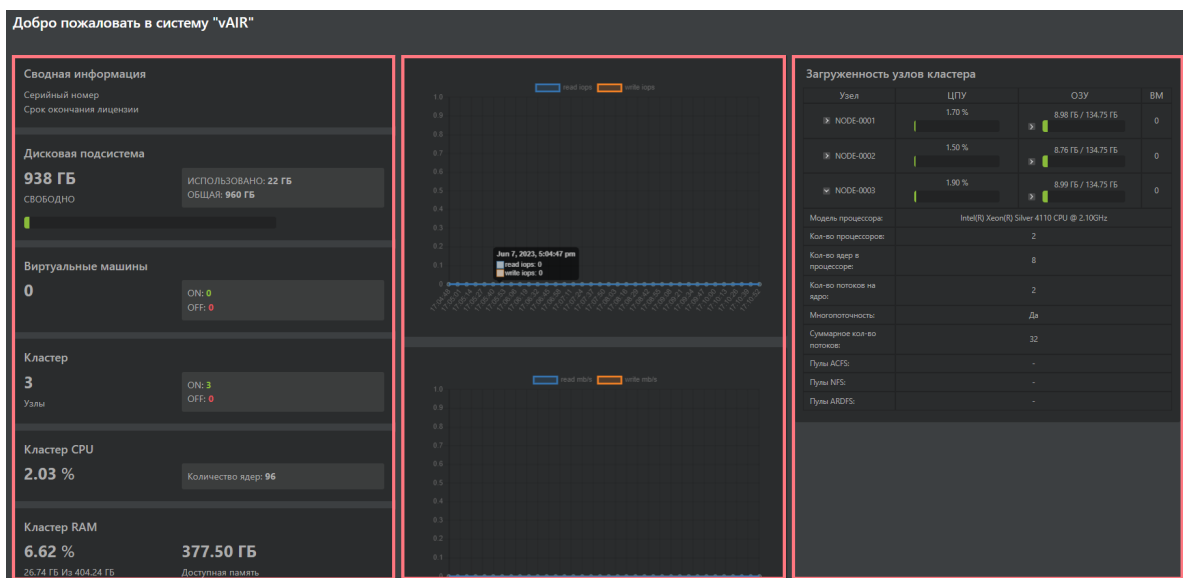 Добро пожаловать в систему "vAIR"
Сводная информация
Серийный номер
Срок окончания лицензии
Дисковая подсистема
938 ГБ
СВОБОДНО
ИСПОЛЬЗОВАНО: 22 ГБ
ОБЩАЯ: 960 ГБ
Виртуальные машины
0
ON: 0
OFF: 0
Кластер
3
Узлы
ON: 3
OFF: 0
Кластер CPU
2.03 %
Количество ядер: 96
Кластер RAM
6.62 %
26.74 ГБ Из 404.24 ГБ
377.50 ГБ
Доступная память
read iops write iops
1.0
0.9
0.8
0.7
0.6
0.5
0.4
0.3
0.2
0.1
0
Jun 7, 2023, 5:04:47 pm
read iops: 0
write iops: 0
read mb/s write mb/s
1.0
0.9
0.8
0.7
0.6
0.5
0.4
0.3
0.2
0.1
Загруженность узлов кластера
Узел ЦПУ ОЗУ ВМ
NODE-0001 1.70 % 8.98 ГБ / 134.75 ГБ 0
NODE-0002 1.50 % 8.76 ГБ / 134.75 ГБ 0
NODE-0003 1.90 % 8.99 ГБ / 134.75 ГБ 0
Модель процессора: Intel(R) Xeon(R) Silver 4110 CPU @ 2.10GHz
Кол-во процессоров: 2
Кол-во ядер в
процессоре: 8
Кол-во потоков на
ядро: 2
Многопоточность: Да
Суммарное кол-во
потоков: 32
Пулы ACFS: -
Пулы NFS: -
Пулы ARDFS: -